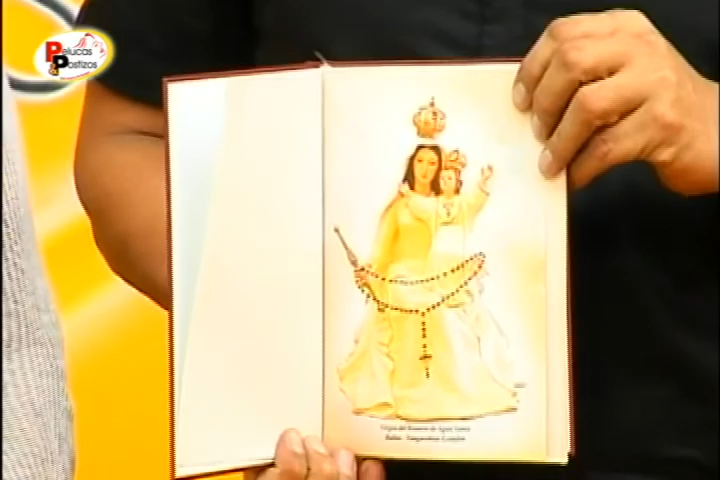 Pelucas
& Postizos
Virgen del Rosario de Agua Santa
Baños - Tungurahua - Ecuador